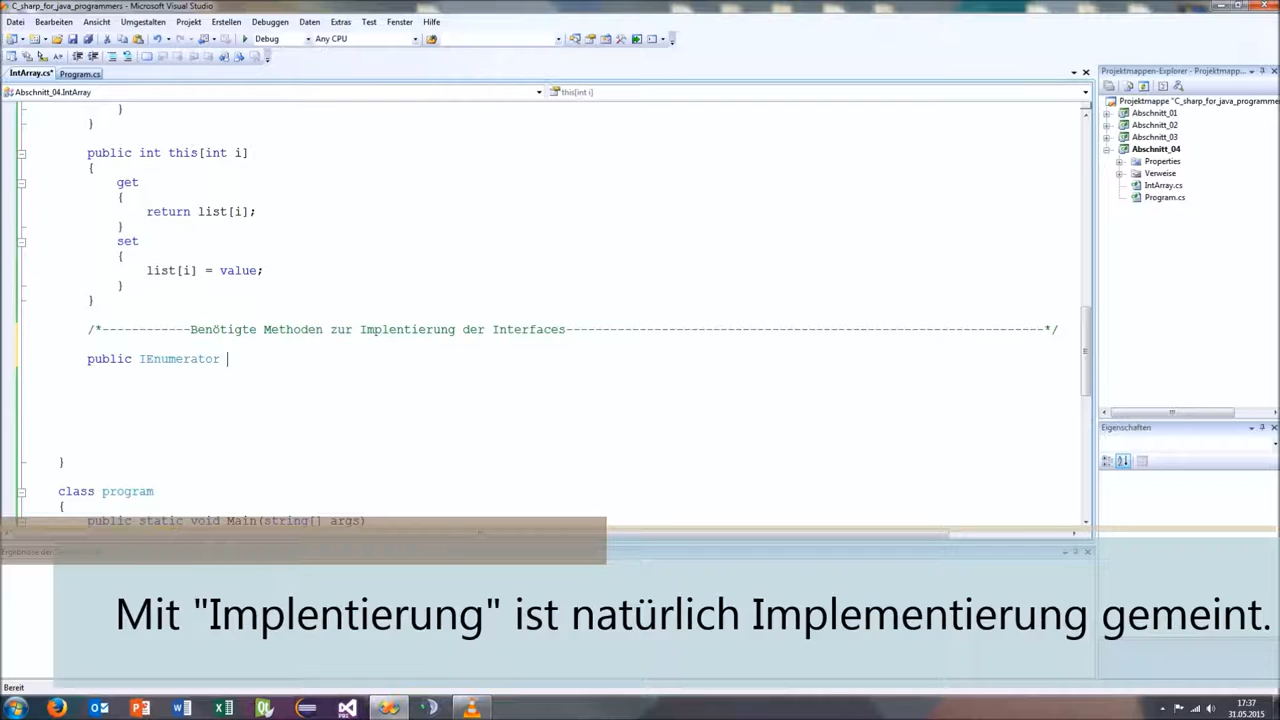 C_sharp_for_java_programmers - Microsoft Visual Studio
Datei Bearbeiten Ansicht Umgestalten Projekt Erstellen Debuggen Daten Extras Test Fenster Hilfe
Debug Any CPU
IntArray.cs* Program.cs
Abschnitt_04.IntArray this[int i]
}
}
public int this[int i]
{
get
{
return list[i];
}
set
{
list[i] = value;
}
}
/*------------Benötigte Methoden zur Implentierung der Interfaces-----------------------------------------------------------------*/
public IEnumerator
}
class program
{
public static void Main(string[] args)
Projektmappen-Explorer - Projektmapp...
Projektmappe "C_sharp_for_java_programme
Abschnitt_01
Abschnitt_02
Abschnitt_03
Abschnitt_04
Properties
Verweise
IntArray.cs
Program.cs
Eigenschaften
Ergebnisse der
Mit "Implentierung" ist natürlich Implementierung gemeint.
Bereit
17:37
31.05.2015